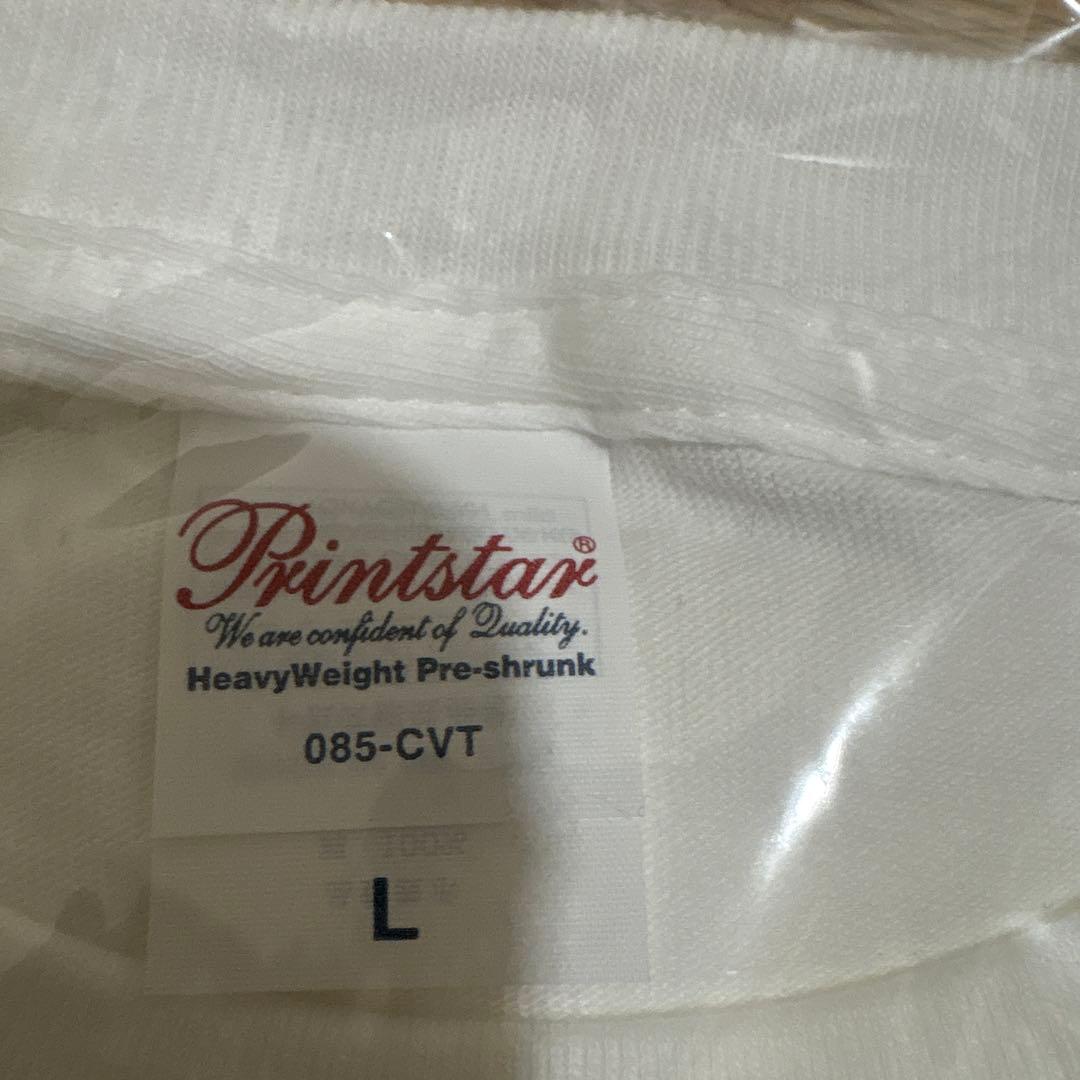 Printstar®
We are confident of Quality.
HeavyWeight Pre-shrunk
085-CVT
L